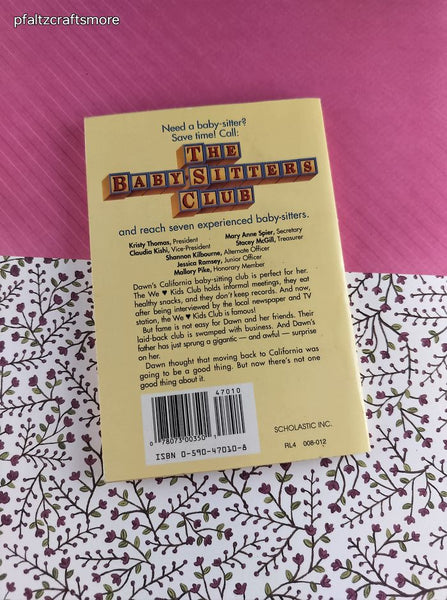 pfaltzcraftsmore
Need a baby-sitter?
Save time! Call:
THE
BABY-SITTERS
CLUB
and reach seven experienced baby-sitters.
Kristy Thomas, President Mary Anne Spier, Secretary
Claudia Kishi, Vice-President Stacey McGill, Treasurer
Shannon Kilbourne, Alternate Officer
Jessica Ramsey, Junior Officer
Mallory Pike, Honorary Member
Dawn's California baby-sitting club is perfect for her.
The We ♥ Kids Club holds informal meetings, they eat
healthy snacks, and they don't keep records. And now,
after being interviewed by the local newspaper and TV
station, the We ♥ Kids Club is famous!
But fame is not easy for Dawn and her friends. Their
laid-back club is swamped with business. And Dawn's
father has just sprung a gigantic — and awful — surprise
on her.
Dawn thought that moving back to California was
going to be a good thing. But now there's not one
good thing about it.
47010
0 78073 00350 1
ISBN 0-590-47010-8
SCHOLASTIC INC.
RL4 008-012